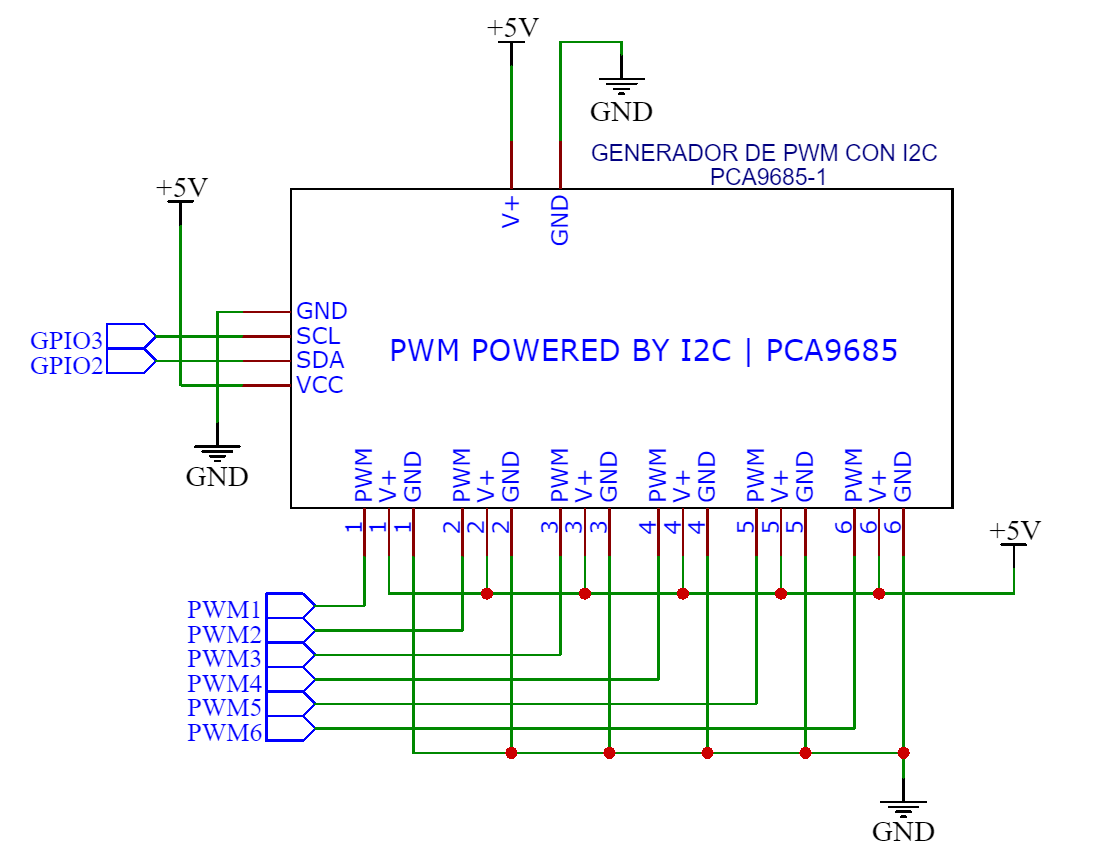 +5V
GND
GENERADOR DE PWM CON I2C
PCA9685-1
+5V
V+
GND
GND
GPIO3
SCL
PWM POWERED BY I2C | PCA9685
GPIO2
SDA
VCC
GND
PWM V+ GND PWM V+ GND PWM V+ GND PWM V+ GND PWM V+ GND PWM V+ GND
1 1 1 2 2 2 3 3 3 4 4 4 5 5 5 6 6 6
+5V
PWM1
PWM2
PWM3
PWM4
PWM5
PWM6
GND